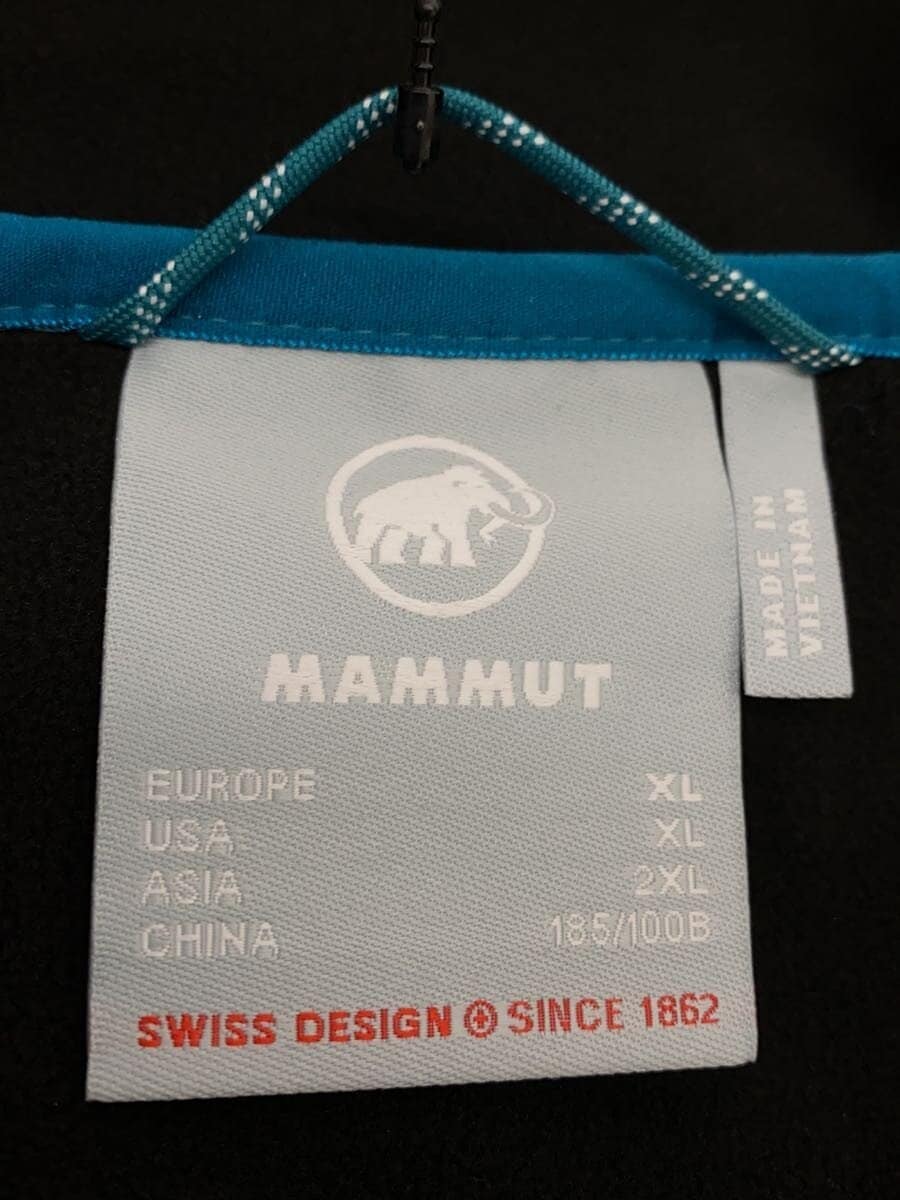 MAMMUT
EUROPE XL
USA XL
ASIA 2XL
CHINA 185/100B
SWISS DESIGN SINCE 1862
MADE IN
VIETNAM